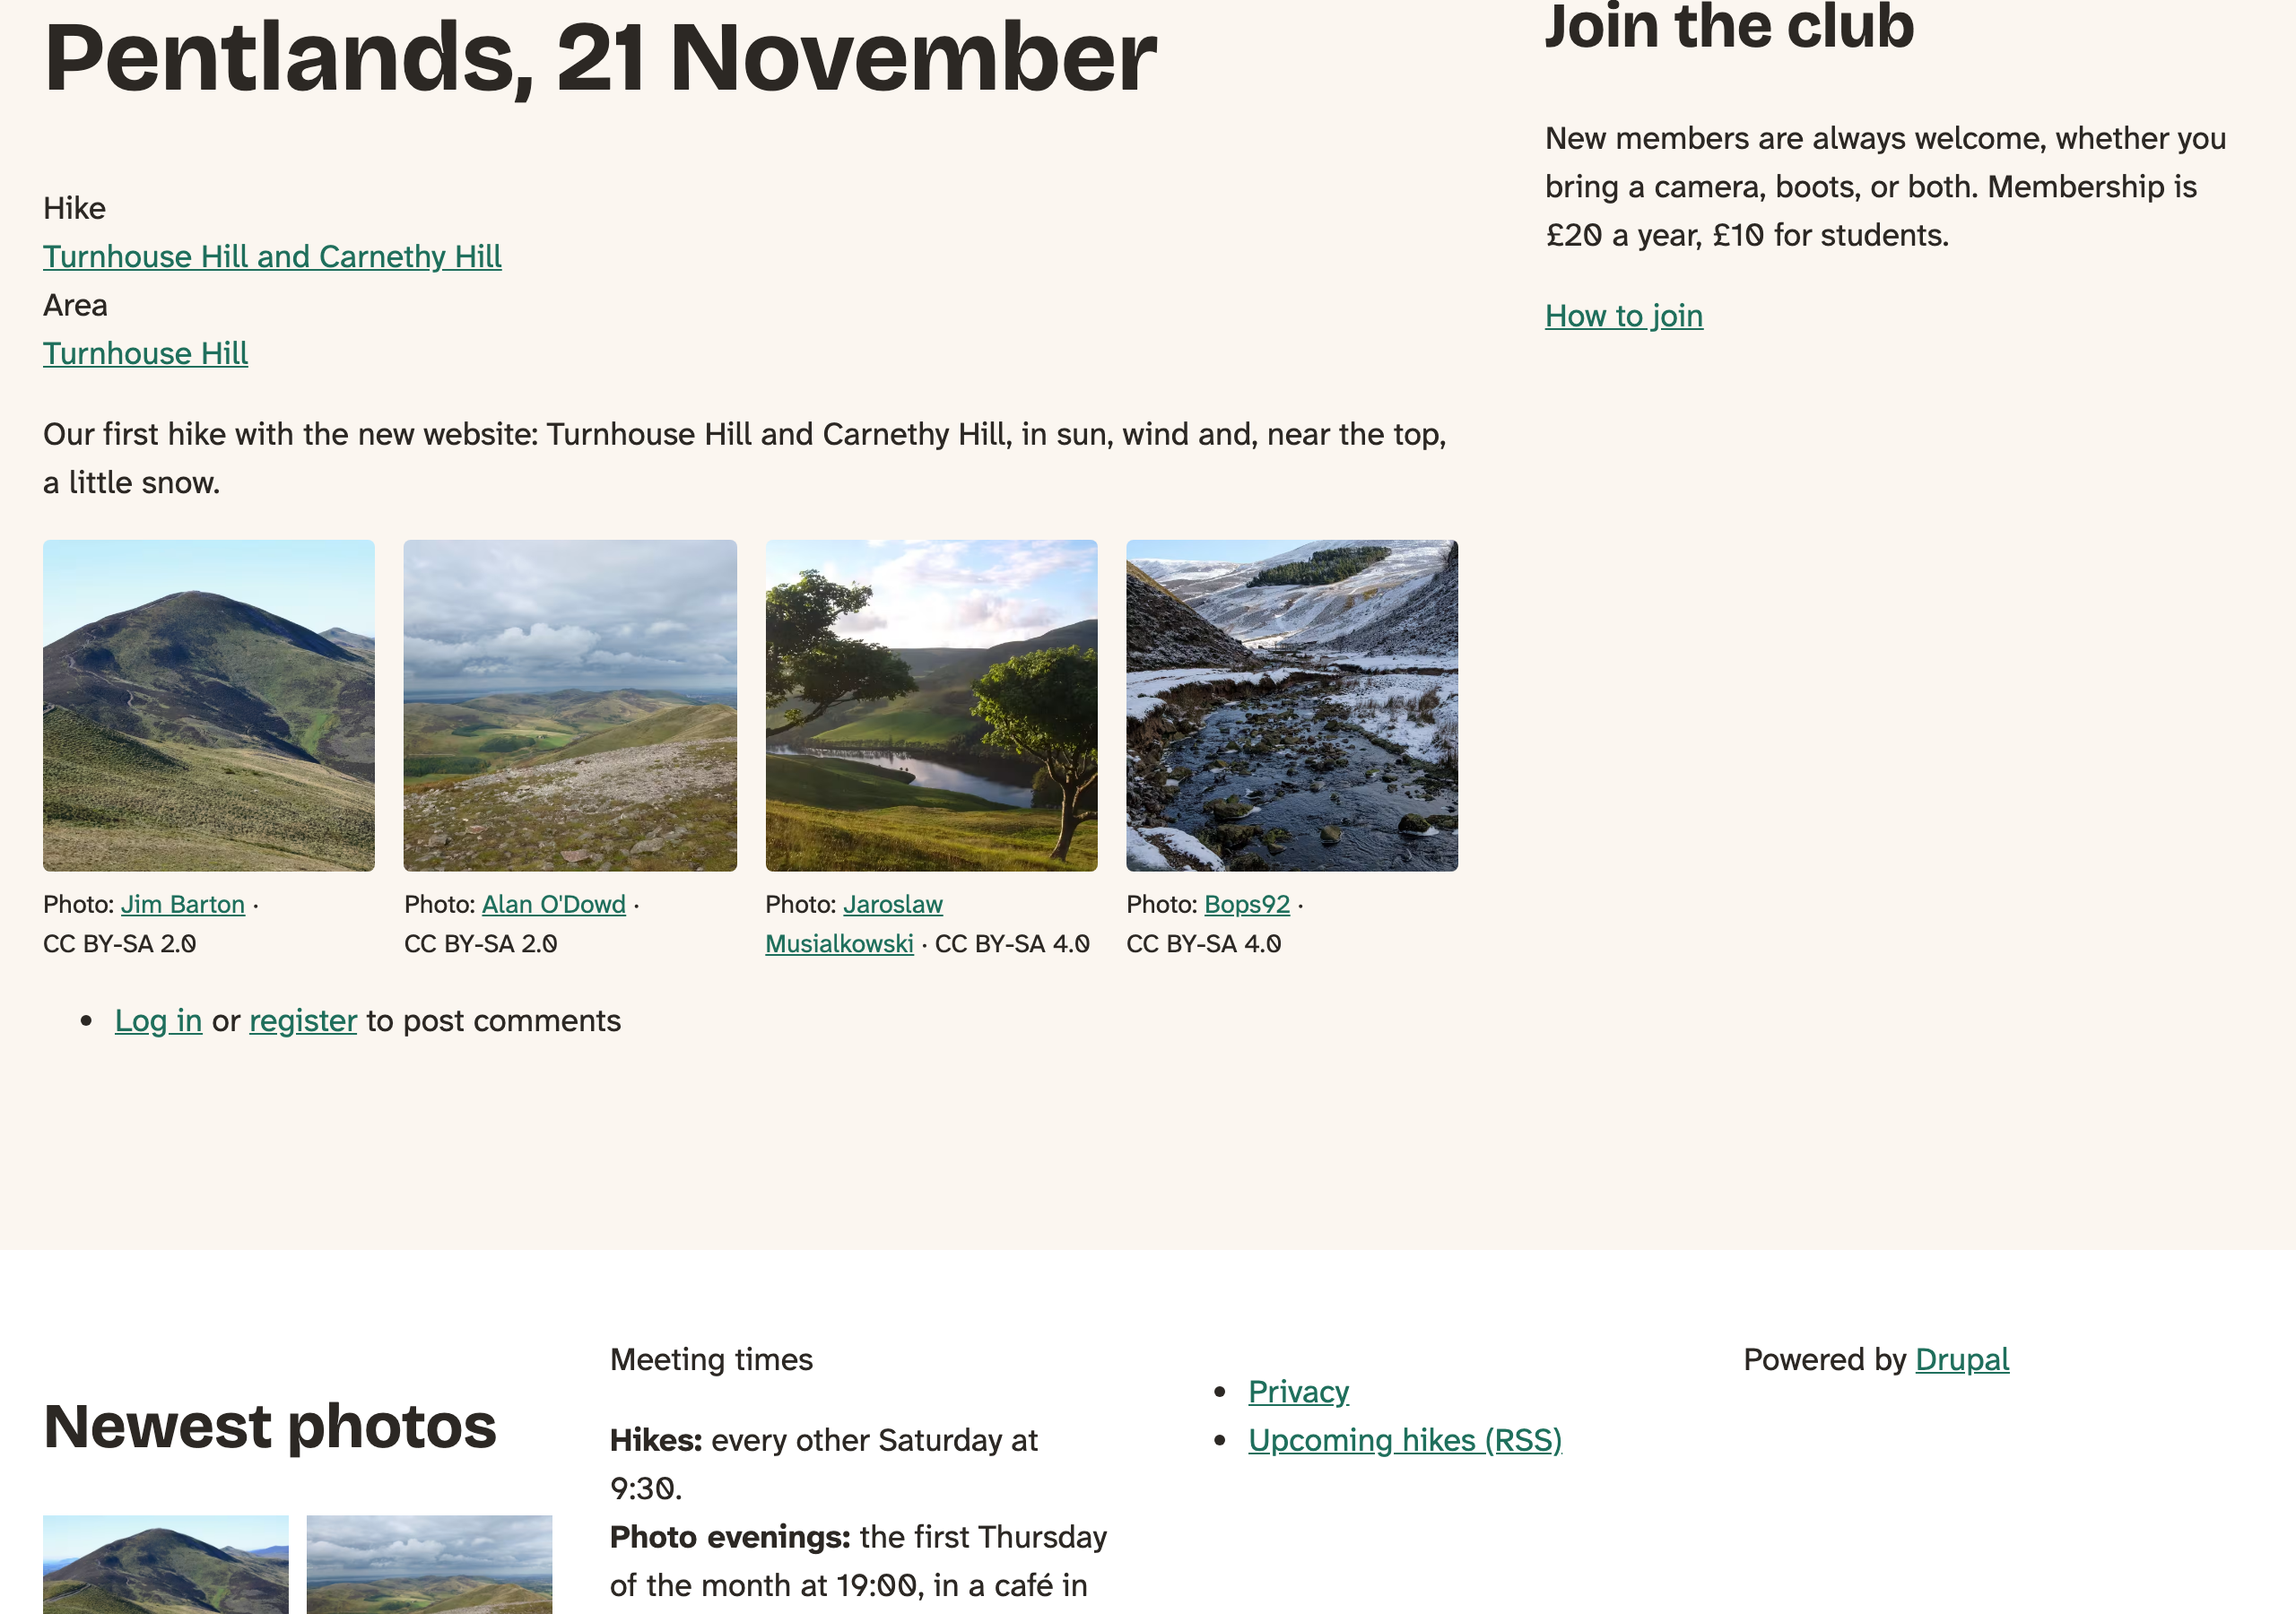 Pentlands, 21 November
Hike
Turnhouse Hill and Carnethy Hill
Area
Turnhouse Hill
Our first hike with the new website: Turnhouse Hill and Carnethy Hill, in sun, wind and, near the top,
a little snow.
Photo: Jim Barton ·
CC BY-SA 2.0
Photo: Alan O'Dowd ·
CC BY-SA 2.0
Photo: Jaroslaw
Musialkowski · CC BY-SA 4.0
Photo: Bops92 ·
CC BY-SA 4.0
Log in or register to post comments
Join the club
New members are always welcome, whether you
bring a camera, boots, or both. Membership is
£20 a year, £10 for students.
How to join
Newest photos
Meeting times
Hikes: every other Saturday at
9:30.
Photo evenings: the first Thursday
of the month at 19:00, in a café in
Privacy
Upcoming hikes (RSS)
Powered by Drupal